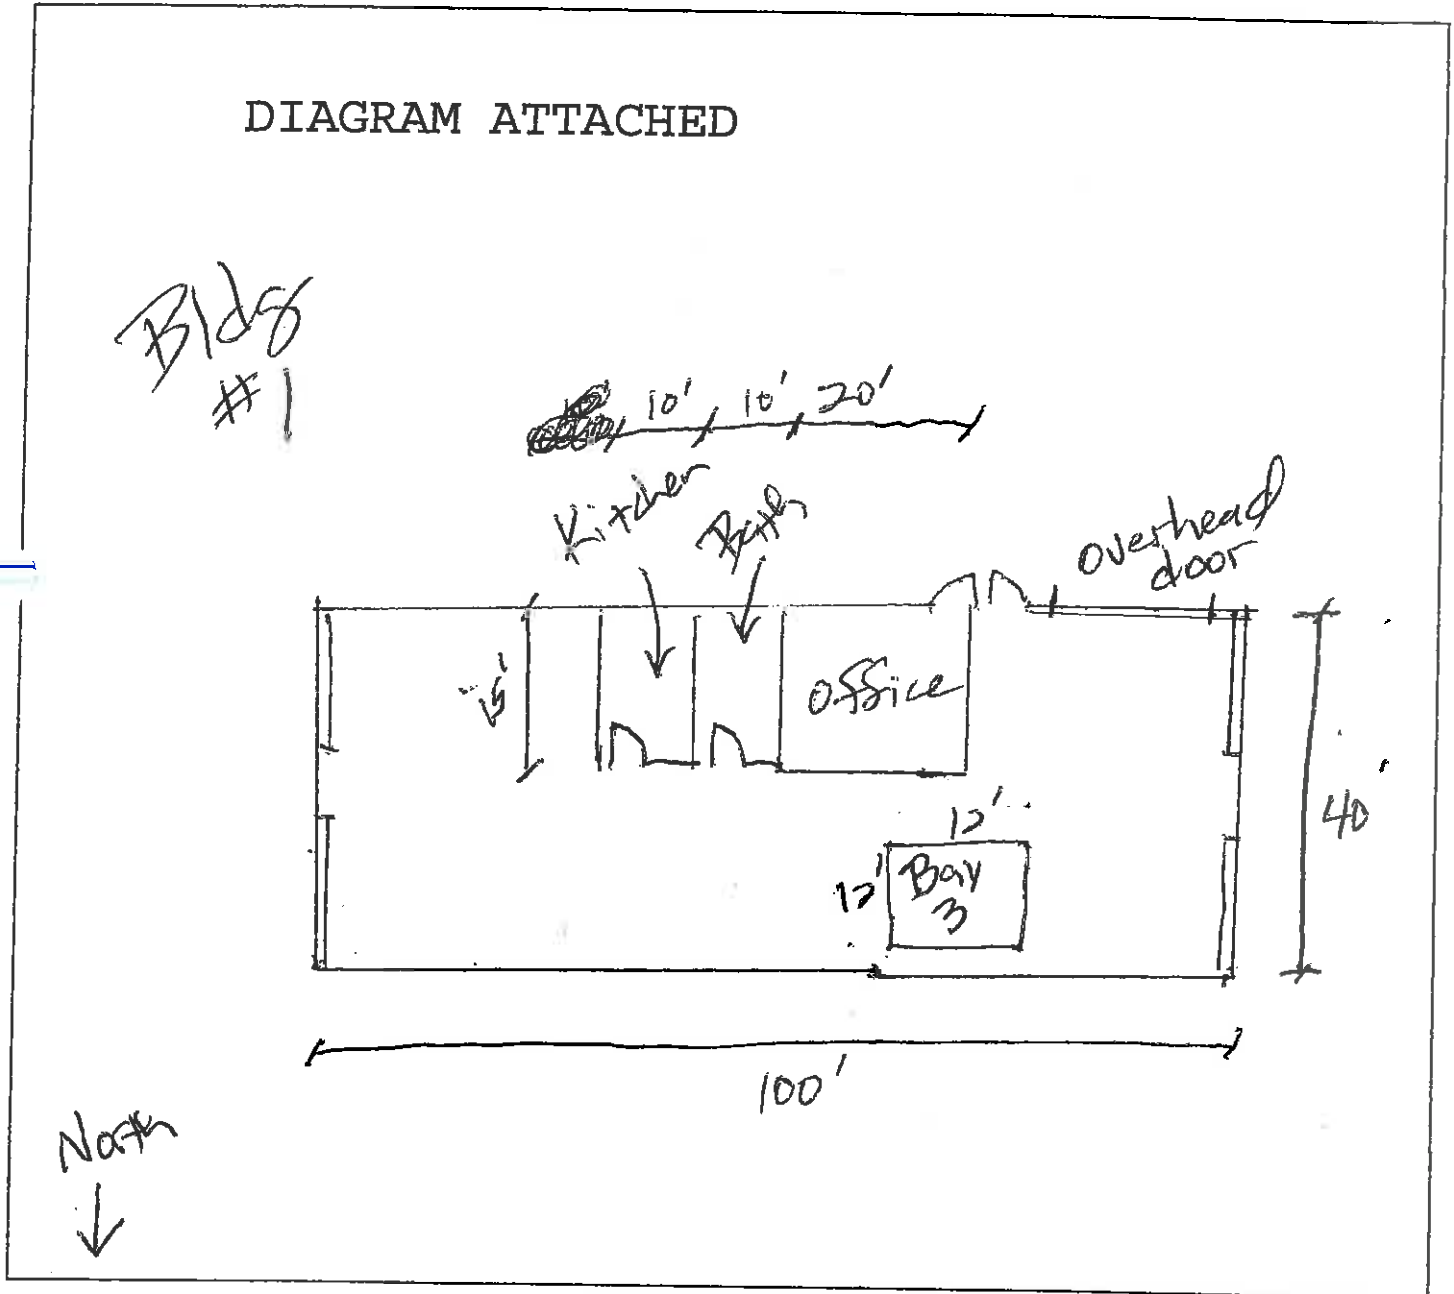 DIAGRAM ATTACHED
Bldg
#1
10' 10' 20'
Kitchen
Bath
overhead
door
15'
office
12'
12'
Bay
3
40'
100'
North